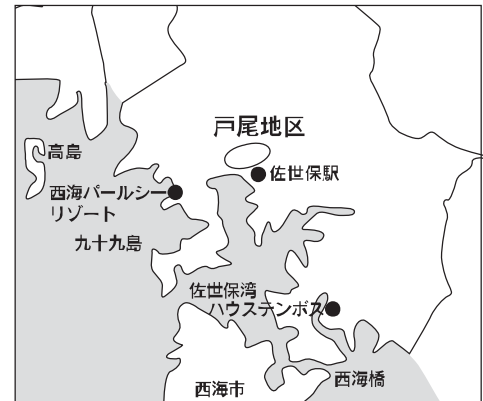 戸尾地区
高島
佐世保駅
西海パールシー
リゾート
九十九島
佐世保湾
ハウステンボス
西海橋
西海市